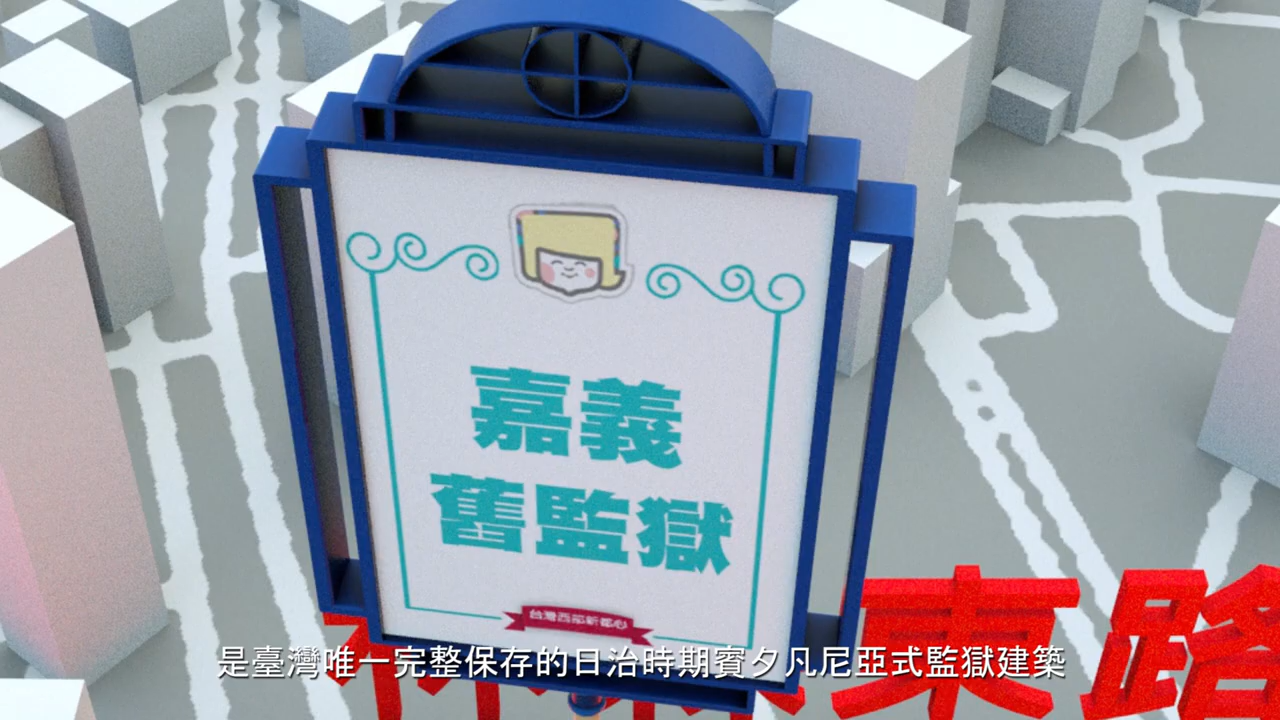 嘉義
舊監獄
台灣西部新都心
是臺灣唯一完整保存的日治時期賓夕凡尼亞式監獄建築
東路